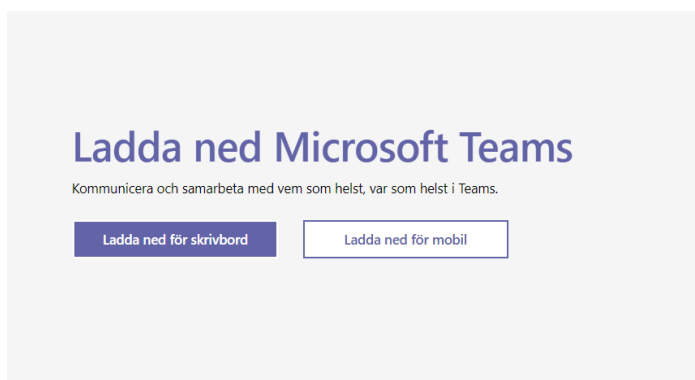 Ladda ned Microsoft Teams
Kommunicera och samarbeta med vem som helst, var som helst i Teams.
Ladda ned för skrivbord
Ladda ned för mobil